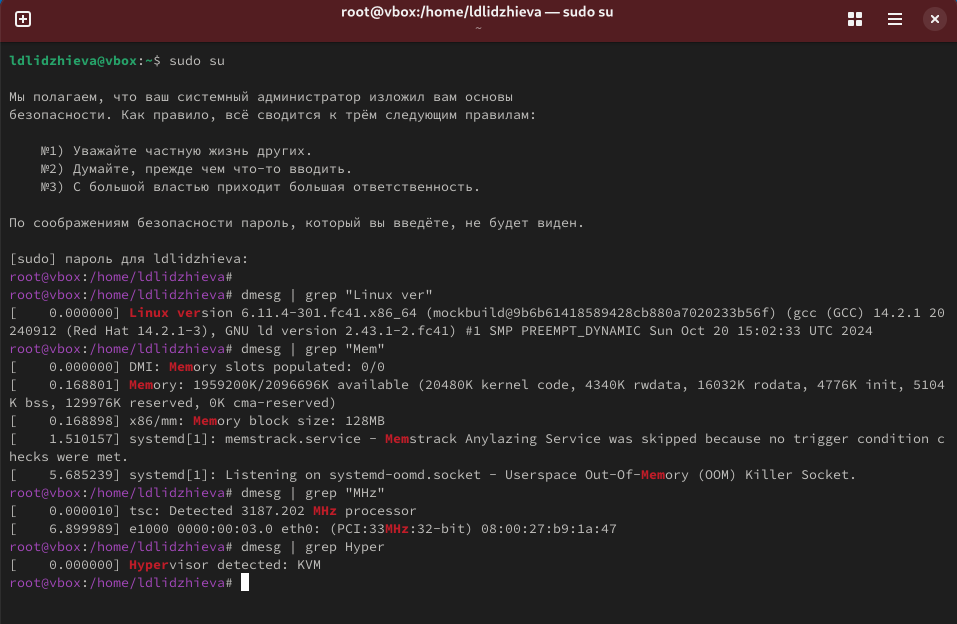 root@vbox:/home/ldlidzhieva — sudo su
~
ldlidzhieva@vbox:~$ sudo su
Мы полагаем, что ваш системный администратор изложил вам основы
безопасности. Как правило, всё сводится к трём следующим правилам:
№1) Уважайте частную жизнь других.
№2) Думайте, прежде чем что-то вводить.
№3) С большой властью приходит большая ответственность.
По соображениям безопасности пароль, который вы введёте, не будет виден.
[sudo] пароль для ldlidzhieva:
root@vbox:/home/ldlidzhieva#
root@vbox:/home/ldlidzhieva# dmesg | grep "Linux ver"
[    0.000000] Linux version 6.11.4-301.fc41.x86_64 (mockbuild@9b6b61418589428cb880a7020233b56f) (gcc (GCC) 14.2.1 20
240912 (Red Hat 14.2.1-3), GNU ld version 2.43.1-2.fc41) #1 SMP PREEMPT_DYNAMIC Sun Oct 20 15:02:33 UTC 2024
root@vbox:/home/ldlidzhieva# dmesg | grep "Mem"
[    0.000000] DMI: Memory slots populated: 0/0
[    0.168801] Memory: 1959200K/2096696K available (20480K kernel code, 4340K rwdata, 16032K rodata, 4776K init, 5104
K bss, 129976K reserved, 0K cma-reserved)
[    0.168898] x86/mm: Memory block size: 128MB
[    1.510157] systemd[1]: memstrack.service - Memstrack Anylazing Service was skipped because no trigger condition c
hecks were met.
[    5.685239] systemd[1]: Listening on systemd-oomd.socket - Userspace Out-Of-Memory (OOM) Killer Socket.
root@vbox:/home/ldlidzhieva# dmesg | grep "MHz"
[    0.000010] tsc: Detected 3187.202 MHz processor
[    6.899989] e1000 0000:00:03.0 eth0: (PCI:33MHz:32-bit) 08:00:27:b9:1a:47
root@vbox:/home/ldlidzhieva# dmesg | grep Hyper
[    0.000000] Hypervisor detected: KVM
root@vbox:/home/ldlidzhieva#